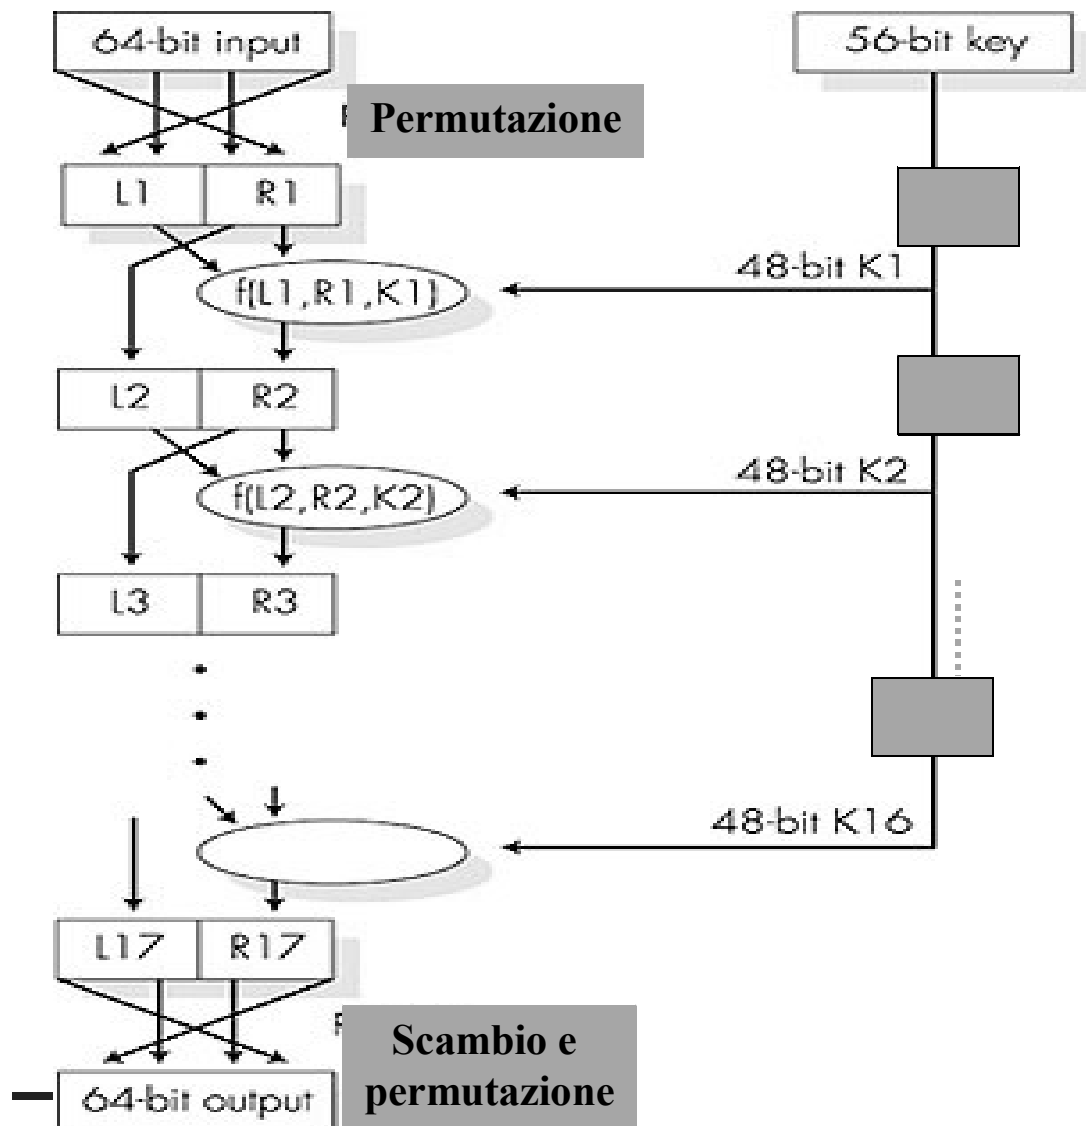 64-bit input
56-bit key
Permutazione
L1 R1
48-bit K1
f(L1,R1,K1)
L2 R2
48-bit K2
f(L2,R2,K2)
L3 R3
48-bit K16
L17 R17
Scambio e
permutazione
64-bit output